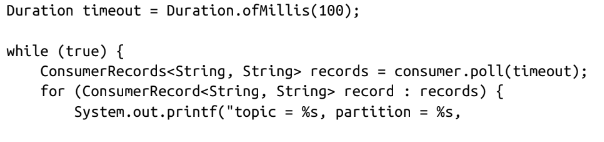 Duration timeout = Duration.ofMillis(100);
while (true) {
    ConsumerRecords<String, String> records = consumer.poll(timeout);
    for (ConsumerRecord<String, String> record : records) {
        System.out.printf("topic = %s, partition = %s,